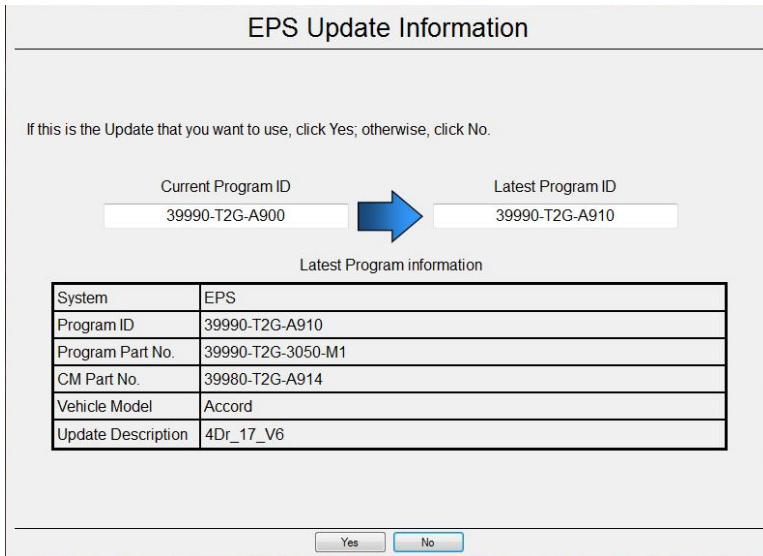 EPS Update Information
If this is the Update that you want to use, click Yes; otherwise, click No.
Current Program ID
Latest Program ID
39990-T2G-A900
39990-T2G-A910
Latest Program information
System EPS
Program ID 39990-T2G-A910
Program Part No. 39990-T2G-3050-M1
CM Part No. 39980-T2G-A914
Vehicle Model Accord
Update Description 4Dr_17_V6
Yes No